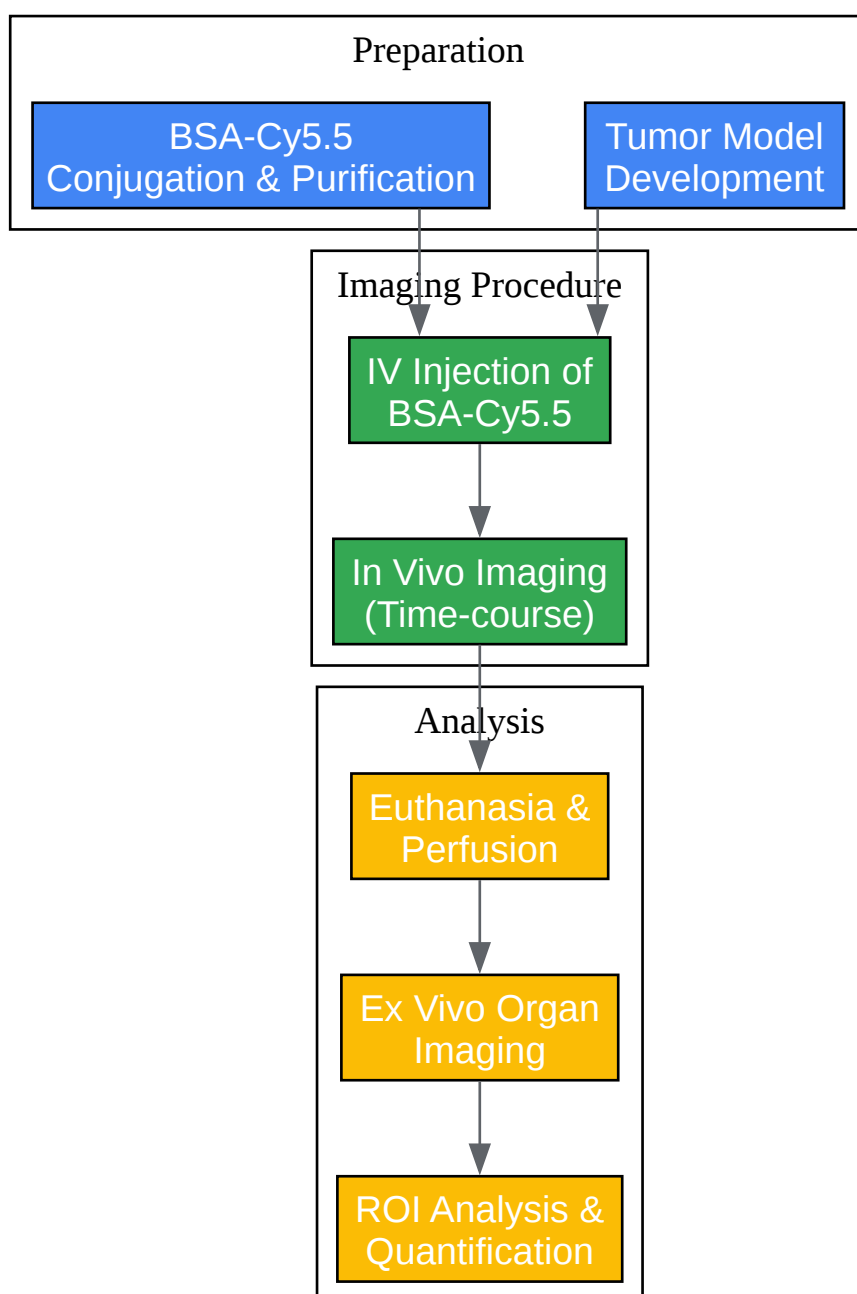 Preparation
BSA-Cy5.5
Conjugation & Purification
Tumor Model
Development
Imaging Procedure
IV Injection of
BSA-Cy5.5
In Vivo Imaging
(Time-course)
Analysis
Euthanasia &
Perfusion
Ex Vivo Organ
Imaging
ROI Analysis &
Quantification